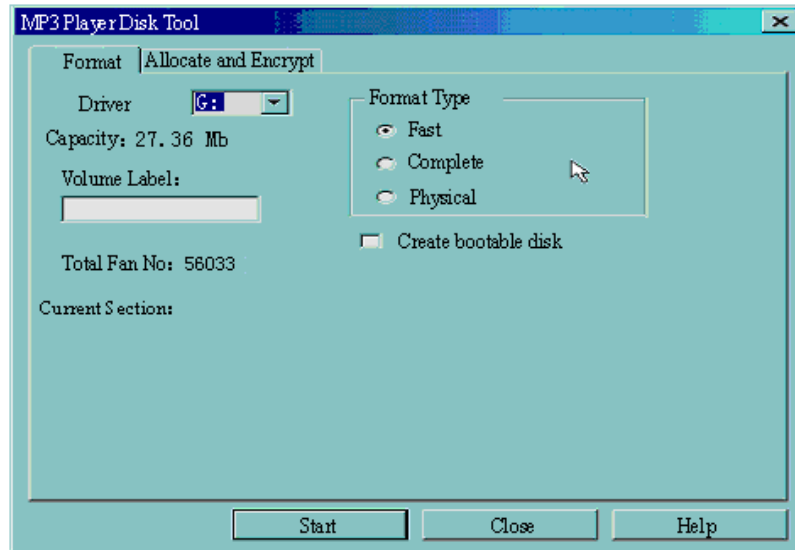 MP3 Player Disk Tool
Format
Allocate and Encrypt
Driver
G:
Capacity: 27.36 Mb
Volume Label:
Total Fan No: 56033
Current Section:
Format Type
Fast
Complete
Physical
Create bootable disk
Start
Close
Help